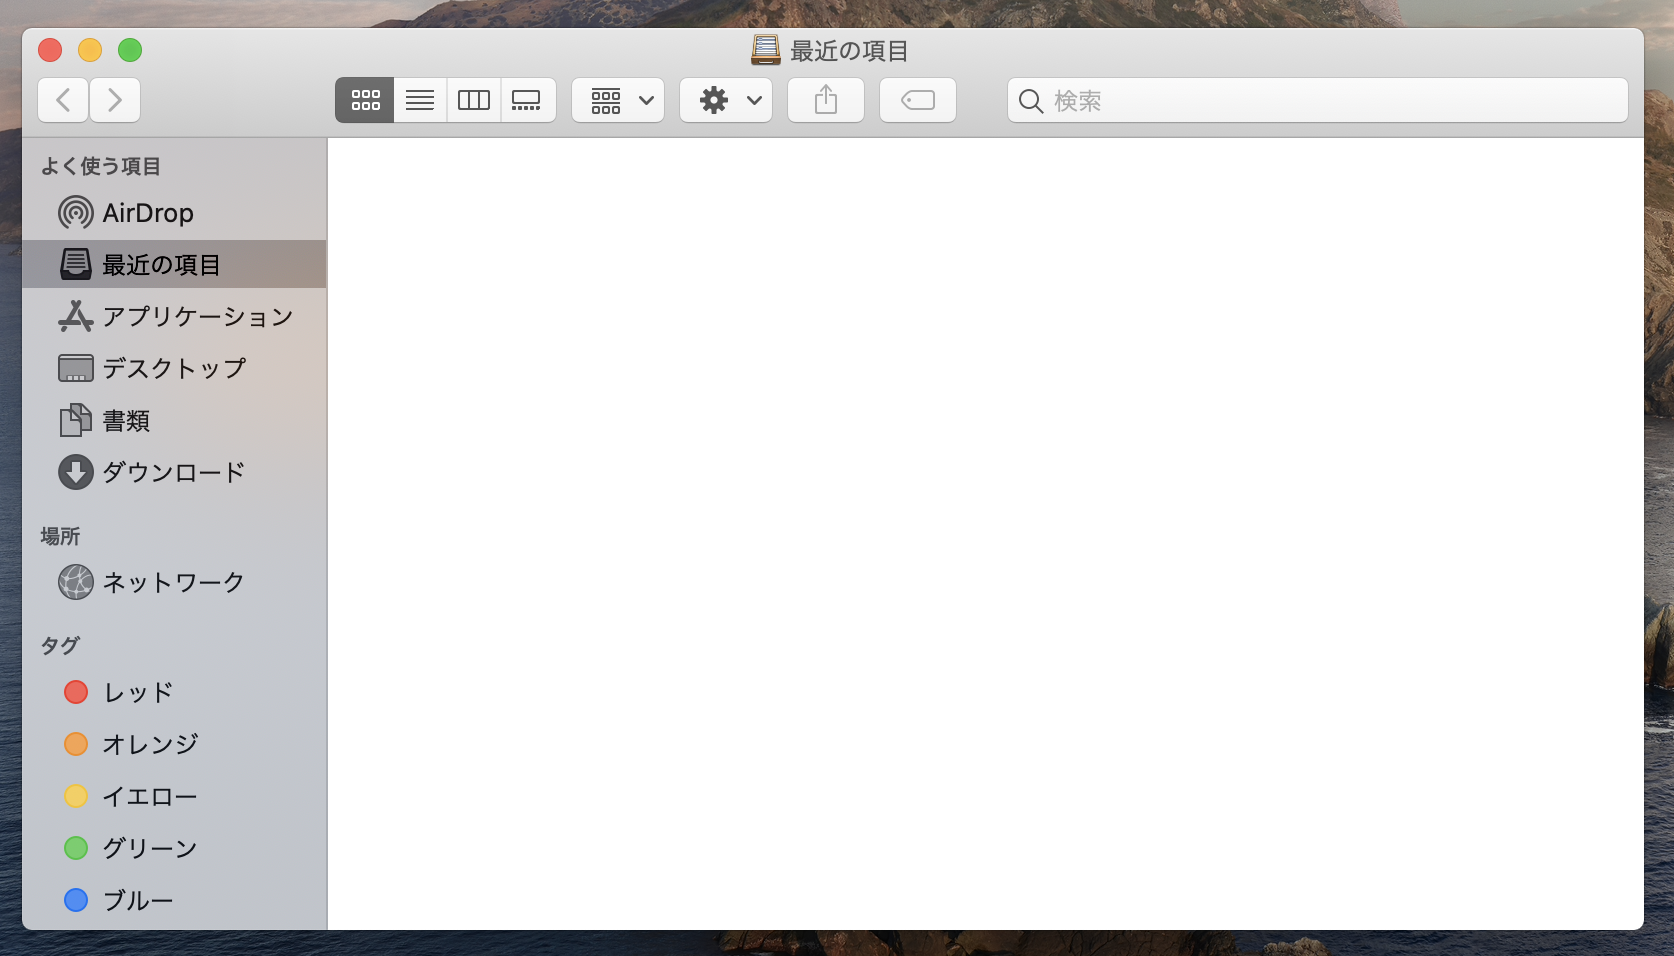 最近の項目
検索
よく使う項目
AirDrop
最近の項目
アプリケーション
デスクトップ
書類
ダウンロード
場所
ネットワーク
タグ
レッド
オレンジ
イエロー
グリーン
ブルー